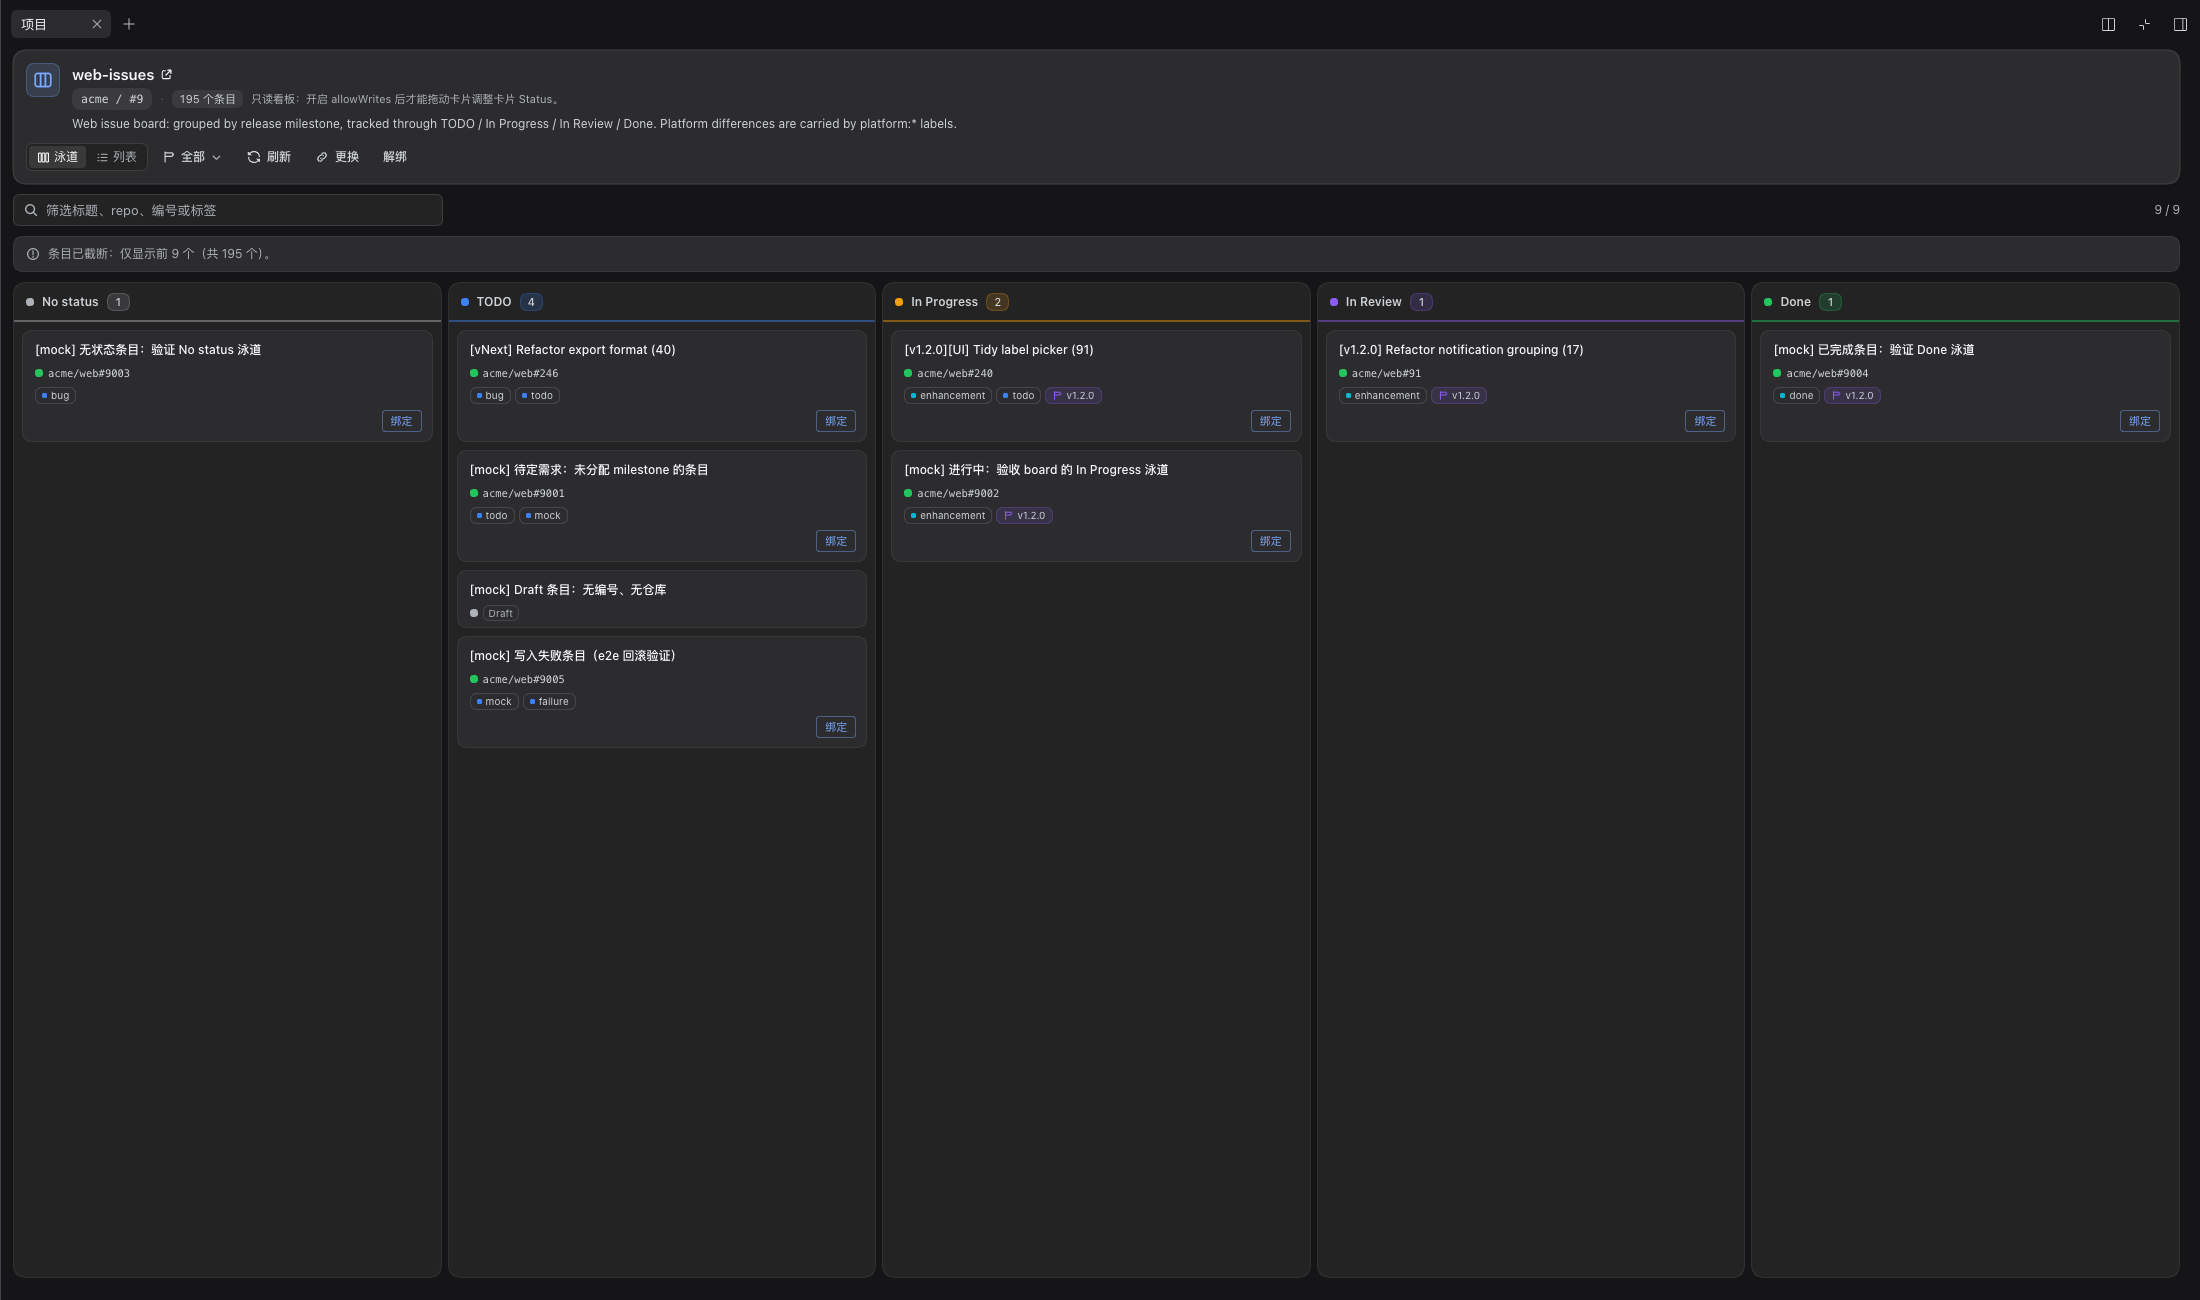 项目
web-issues
acme / #9 · 195 个条目 只读看板：开启 allowWrites 后才能拖动卡片调整卡片 Status。
Web issue board: grouped by release milestone, tracked through TODO / In Progress / In Review / Done. Platform differences are carried by platform:* labels.
泳道 列表 全部 刷新 更换 解绑
筛选标题、repo、编号或标签
9 / 9
条目已截断：仅显示前 9 个（共 195 个）。
No status 1
[mock] 无状态条目：验证 No status 泳道
acme/web#9003
bug
绑定
TODO 4
[vNext] Refactor export format (40)
acme/web#246
bug todo
绑定
[mock] 待定需求：未分配 milestone 的条目
acme/web#9001
todo mock
绑定
[mock] Draft 条目：无编号、无仓库
Draft
[mock] 写入失败条目（e2e 回滚验证）
acme/web#9005
mock failure
绑定
In Progress 2
[v1.2.0][UI] Tidy label picker (91)
acme/web#240
enhancement todo v1.2.0
绑定
[mock] 进行中：验收 board 的 In Progress 泳道
acme/web#9002
enhancement v1.2.0
绑定
In Review 1
[v1.2.0] Refactor notification grouping (17)
acme/web#91
enhancement v1.2.0
绑定
Done 1
[mock] 已完成条目：验证 Done 泳道
acme/web#9004
done v1.2.0
绑定